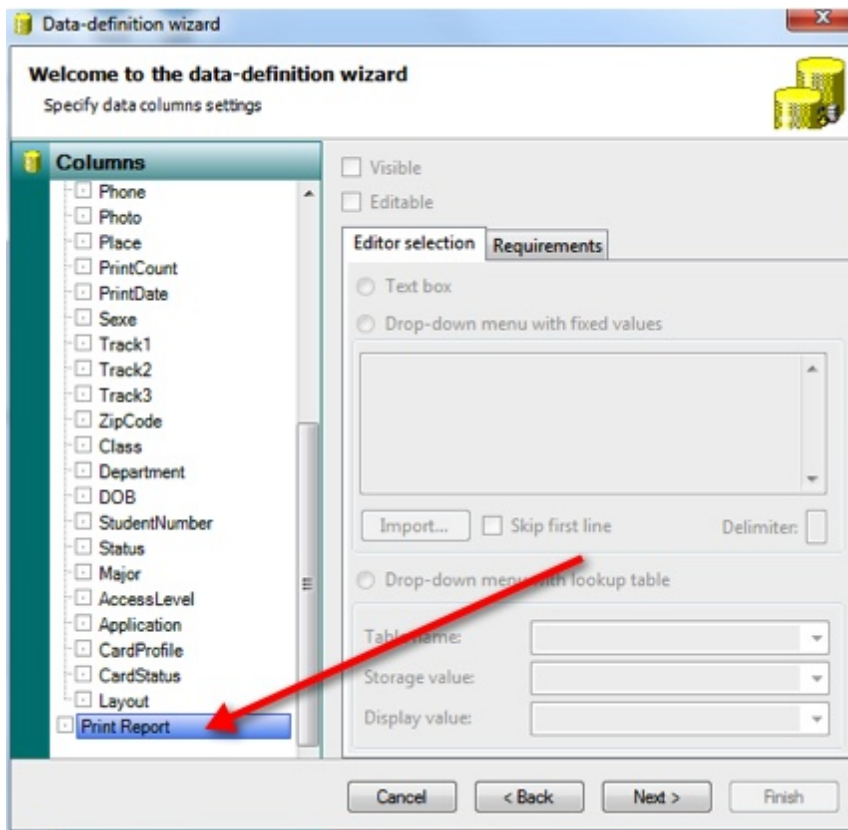 Data-definition wizard
Welcome to the data-definition wizard
Specify data columns settings
Columns
Phone
Photo
Place
PrintCount
PrintDate
Sexe
Track1
Track2
Track3
ZipCode
Class
Department
DOB
StudentNumber
Status
Major
AccessLevel
Application
CardProfile
CardStatus
Layout
Print Report
Visible
Editable
Editor selection
Requirements
Text box
Drop-down menu with fixed values
Import...
Skip first line
Delimiter:
Drop-down menu with lookup table
Table name:
Storage value:
Display value:
Cancel
< Back
Next >
Finish